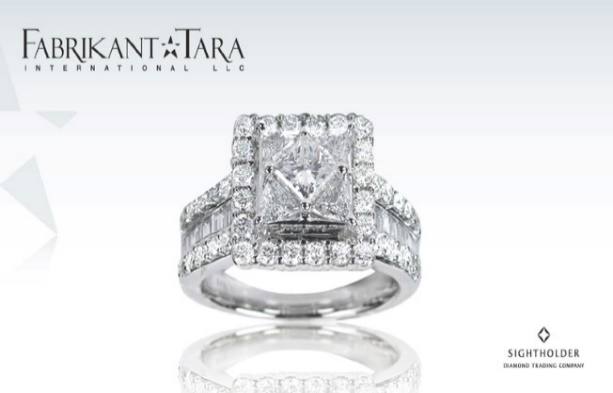 FABRIKANT TARA
INTERNATIONAL LLC
SIGHTHOLDER
DIAMOND TRADING COMPANY